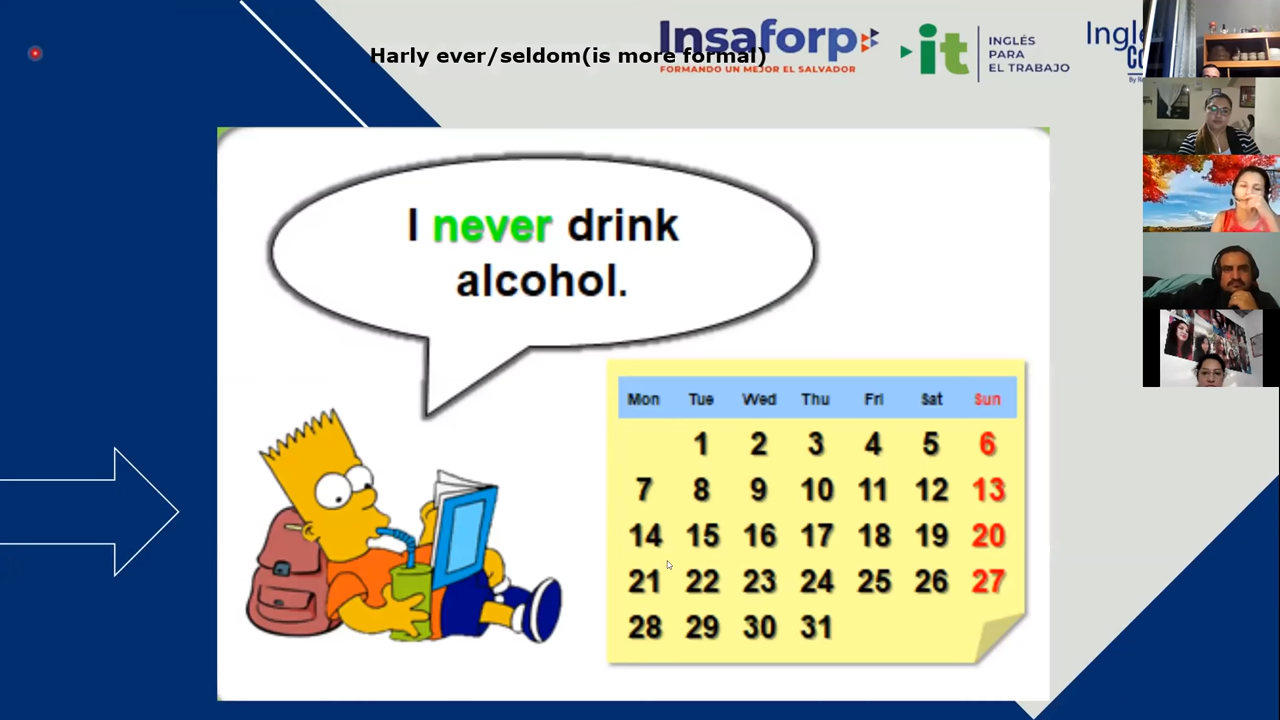 Harly ever/seldom(is more formal)
Insaforp
FORMANDO UN MEJOR EL SALVADOR
it
INGLÉS
PARA
EL TRABAJO
I never drink
alcohol.
Mon Tue Wed Thu Fri Sat Sun
1 2 3 4 5 6
7 8 9 10 11 12 13
14 15 16 17 18 19 20
21 22 23 24 25 26 27
28 29 30 31